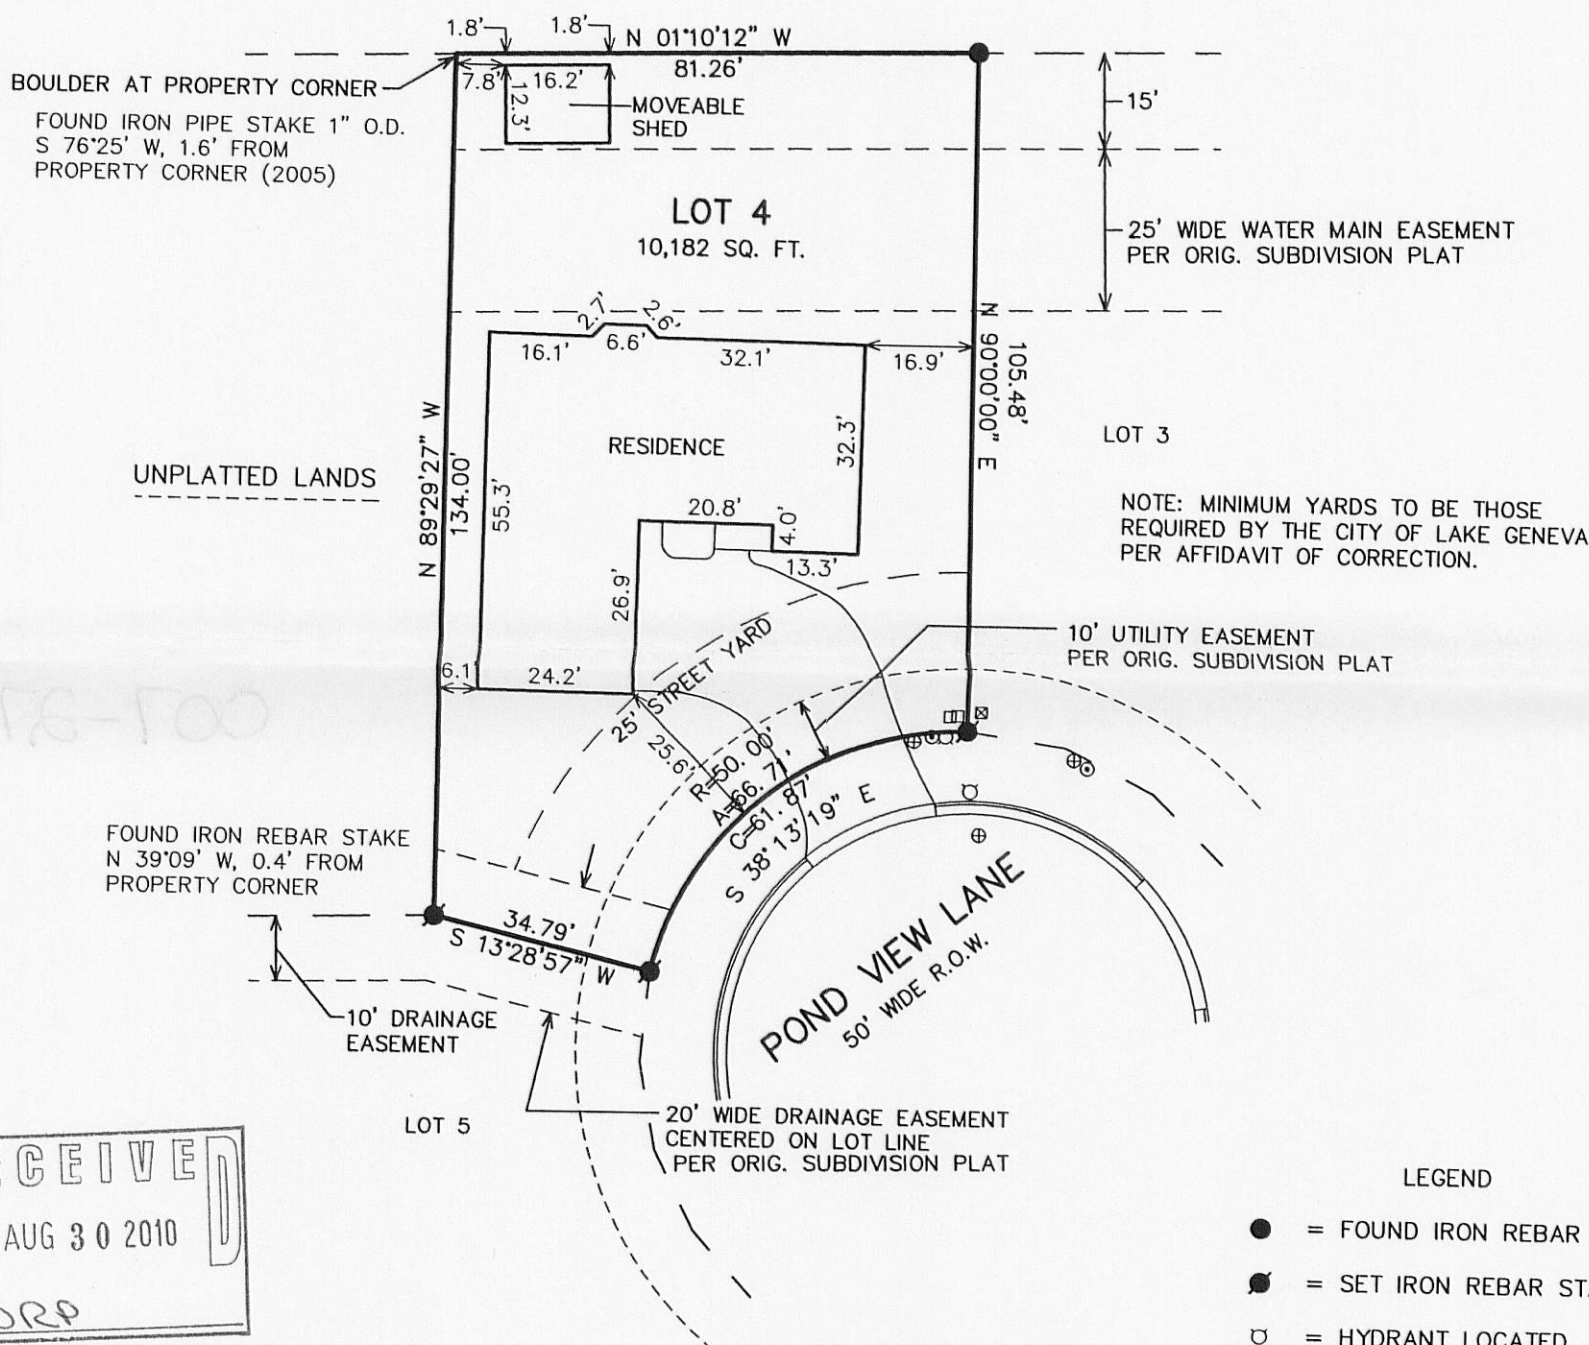 1.8'
1.8'
N 01°10'12" W
81.26'
BOULDER AT PROPERTY CORNER
FOUND IRON PIPE STAKE 1" O.D.
S 76°25' W, 1.6' FROM
PROPERTY CORNER (2005)
7.8'
16.2'
12.3'
MOVEABLE
SHED
15'
LOT 4
10,182 SQ. FT.
25' WIDE WATER MAIN EASEMENT
PER ORIG. SUBDIVISION PLAT
2.7'
6.6'
2.6'
16.1'
32.1'
16.9'
N 90°00'00" E
105.48'
LOT 3
N 89°29'27" W
134.00'
UNPLATTED LANDS
55.3'
RESIDENCE
32.3'
20.8'
4.0'
13.3'
26.9'
NOTE: MINIMUM YARDS TO BE THOSE
REQUIRED BY THE CITY OF LAKE GENEVA
PER AFFIDAVIT OF CORRECTION.
6.1'
24.2'
25' STREET YARD
25.6'
10' UTILITY EASEMENT
PER ORIG. SUBDIVISION PLAT
R=50.00'
A=66.71'
C=61.87'
S 38°13'19" E
FOUND IRON REBAR STAKE
N 39°09' W, 0.4' FROM
PROPERTY CORNER
34.79'
S 13°28'57" W
POND VIEW LANE
50' WIDE R.O.W.
10' DRAINAGE
EASEMENT
LOT 5
20' WIDE DRAINAGE EASEMENT
CENTERED ON LOT LINE
PER ORIG. SUBDIVISION PLAT
CEIVED
AUG 30 2010
LEGEND
= FOUND IRON REBAR
= SET IRON REBAR
= HYDRANT LOCATED